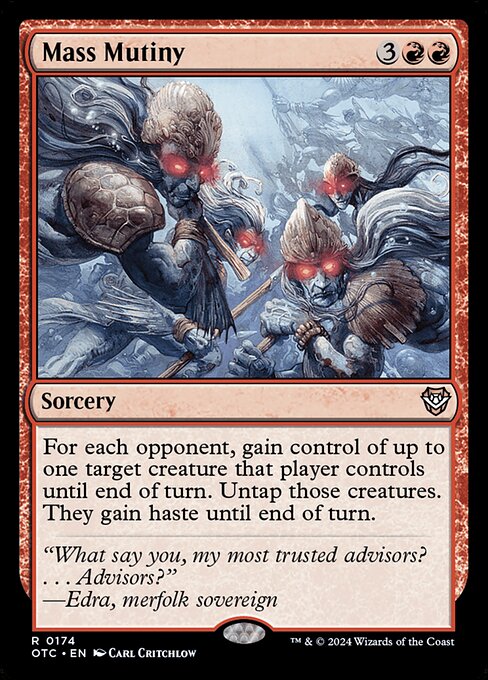 Mass Mutiny 3
Sorcery
For each opponent, gain control of up to
one target creature that player controls
until end of turn. Untap those creatures.
They gain haste until end of turn.
“What say you, my most trusted advisors?
. . . Advisors?”
—Edra, merfolk sovereign
R 0174
OTC • EN Carl Critchlow
™ & © 2024 Wizards of the Coast